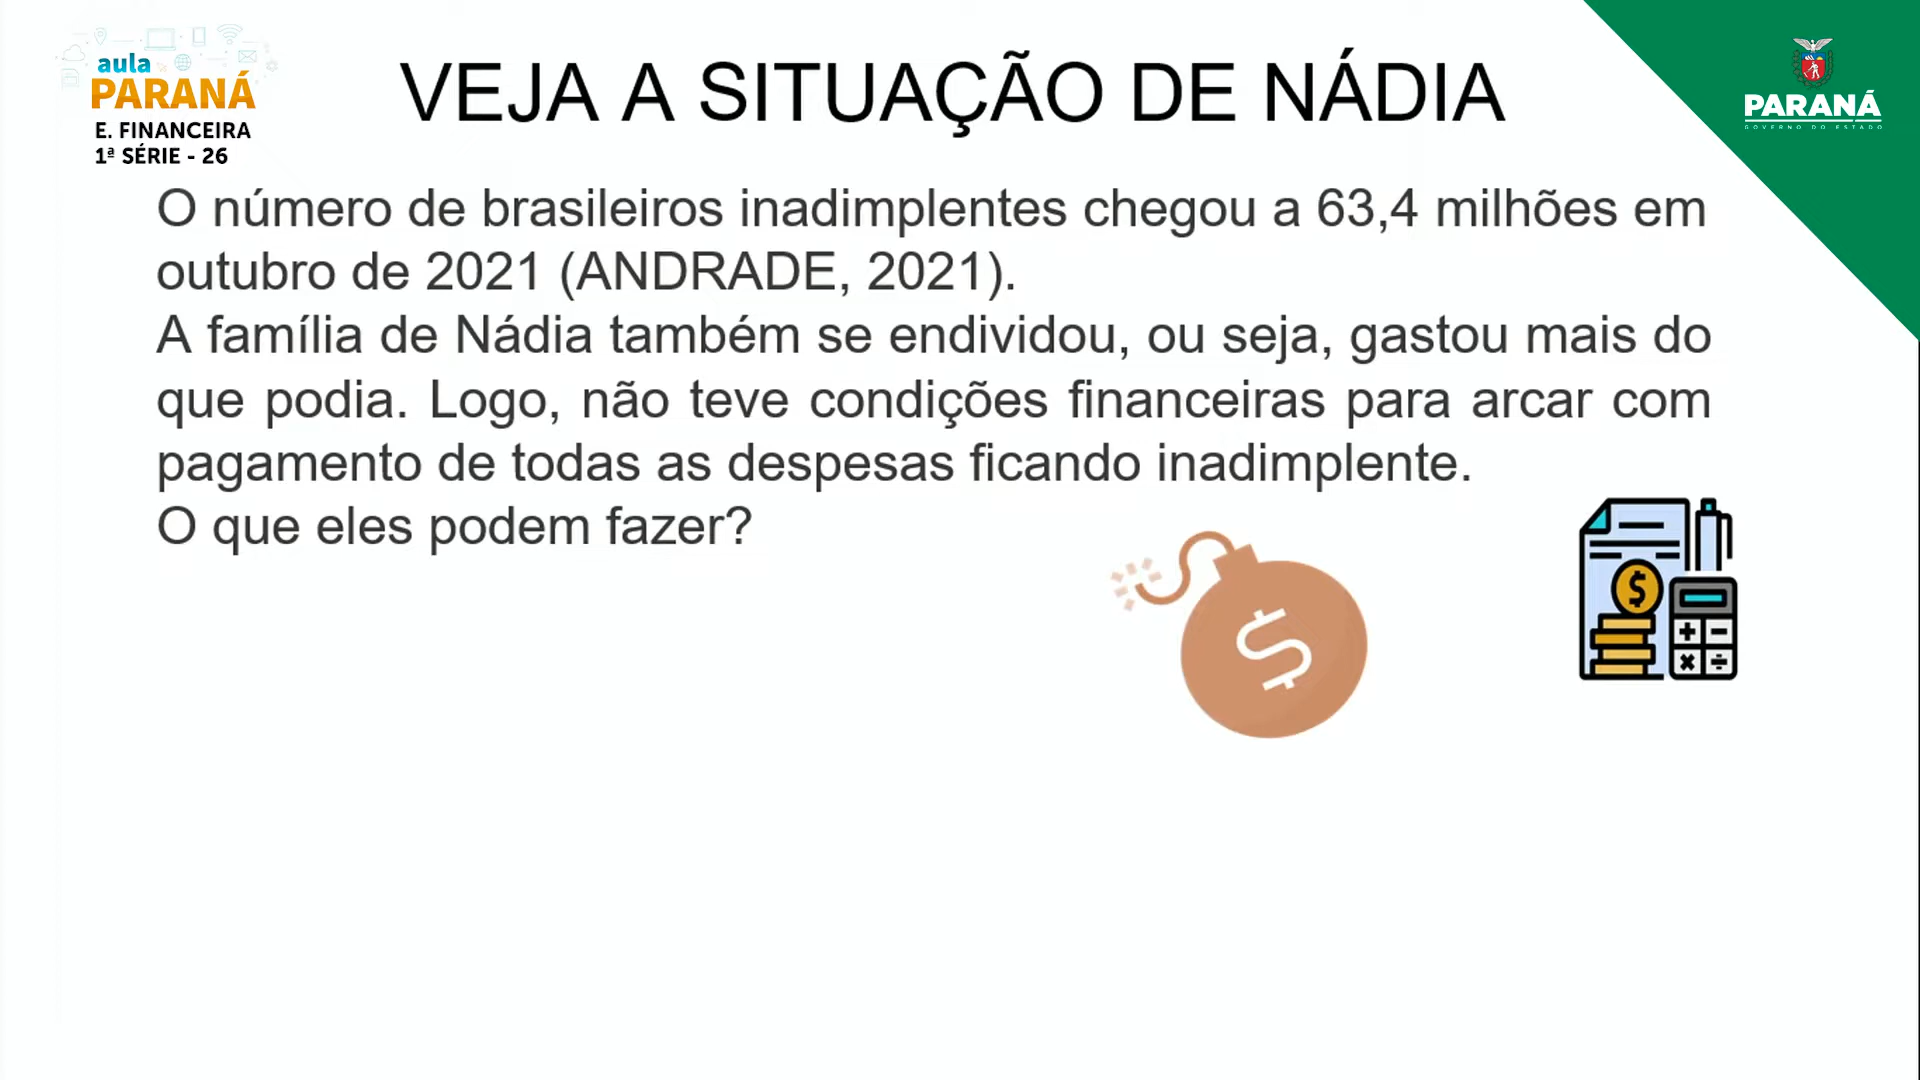 aula
PARANÁ
E. FINANCEIRA
1ª SÉRIE - 26
VEJA A SITUAÇÃO DE NÁDIA
PARANÁ
GOVERNO DO ESTADO
O número de brasileiros inadimplentes chegou a 63,4 milhões em
outubro de 2021 (ANDRADE, 2021).
A família de Nádia também se endividou, ou seja, gastou mais do
que podia. Logo, não teve condições financeiras para arcar com
pagamento de todas as despesas ficando inadimplente.
O que eles podem fazer?